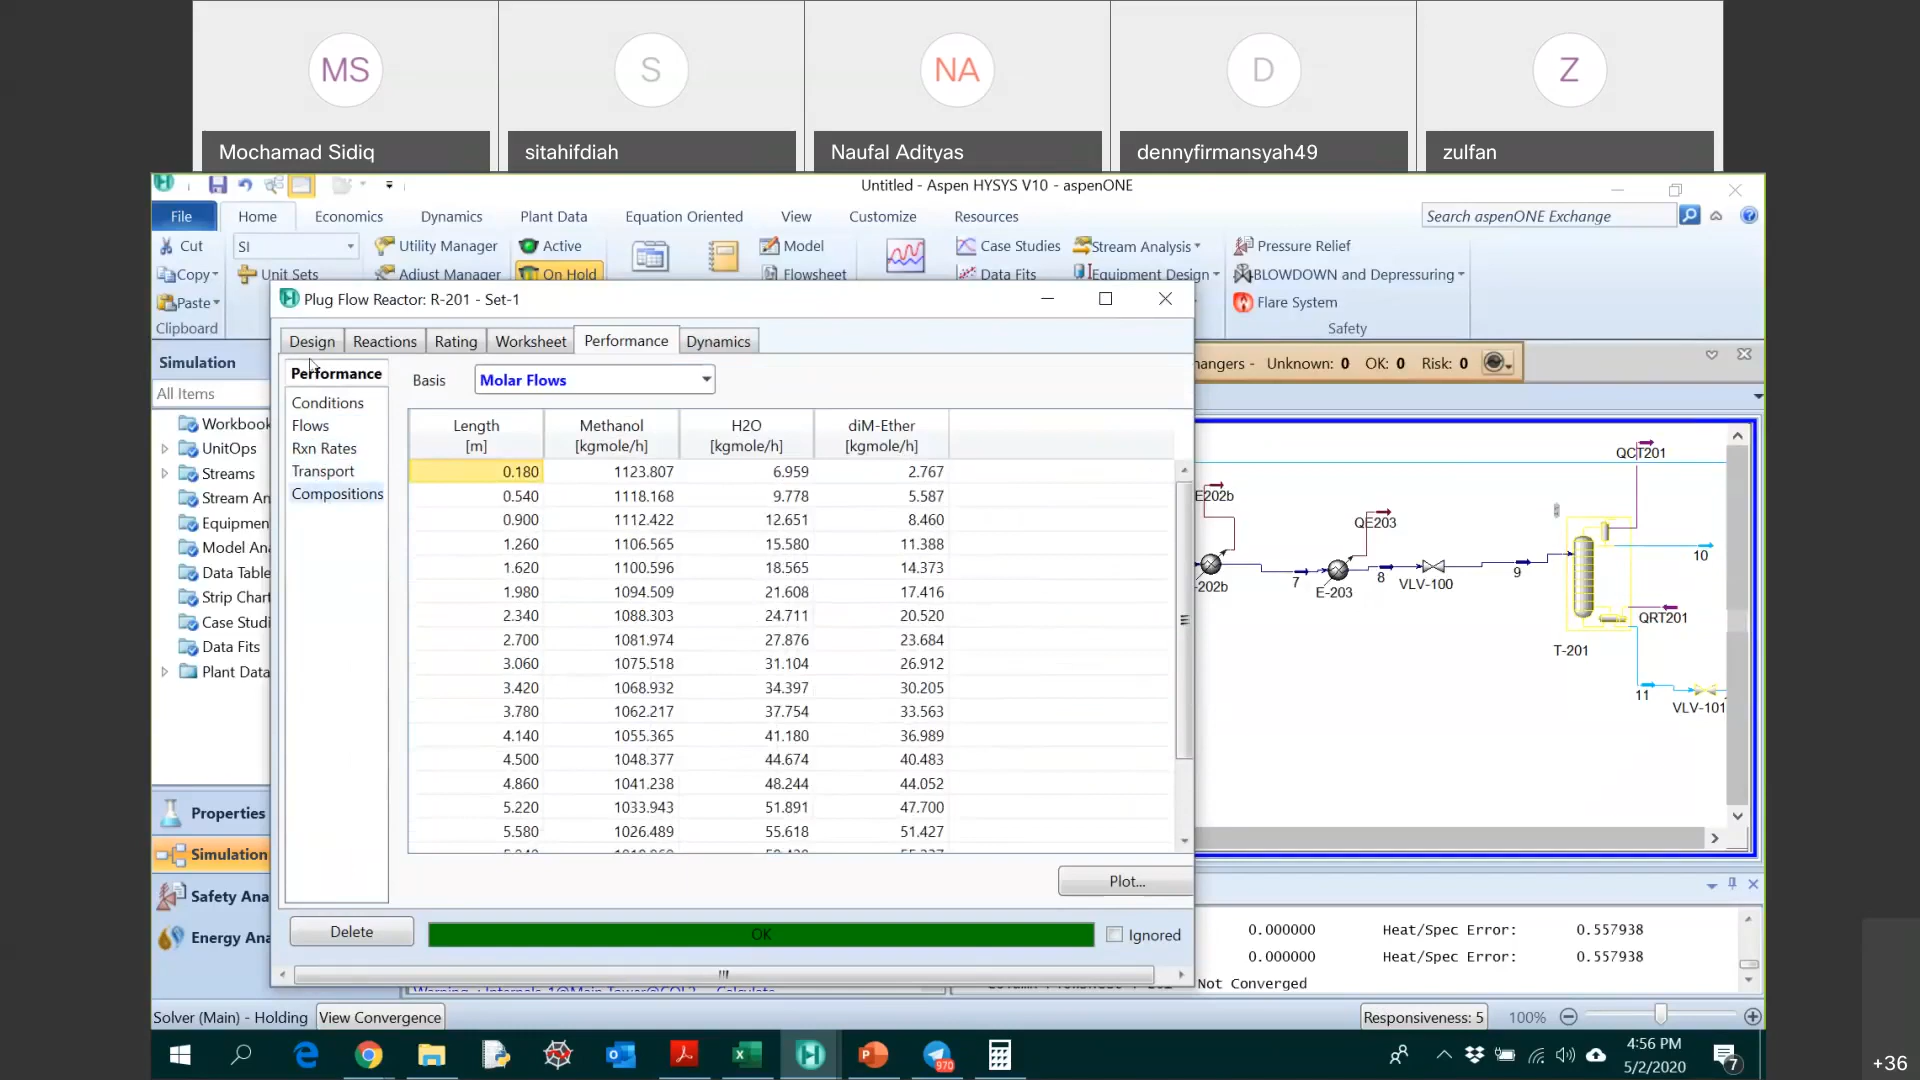 MS
S
NA
D
Z
Mochamad Sidiq
sitahifdiah
Naufal Adityas
dennyfirmansyah49
zulfan
Untitled - Aspen HYSYS V10 - aspenONE
File
Home
Economics
Dynamics
Plant Data
Equation Oriented
View
Customize
Resources
Search aspenONE Exchange
Cut
SI
Utility Manager
Active
Model
Case Studies
Stream Analysis
Pressure Relief
Copy
Unit Sets
Adjust Manager
On Hold
Flowsheet
Data Fits
Equipment Design
BLOWDOWN and Depressuring
Paste
Flare System
Clipboard
Safety
Plug Flow Reactor: R-201 - Set-1
Design
Reactions
Rating
Worksheet
Performance
Dynamics
Simulation
All Items
Workbook
UnitOps
Streams
Stream An
Equipmen
Model Ana
Data Table
Strip Chart
Case Studi
Data Fits
Plant Data
Properties
Simulation
Safety Ana
Energy Ana
Performance
Conditions
Flows
Rxn Rates
Transport
Compositions
Basis
Molar Flows
Length [m] Methanol [kgmole/h] H2O [kgmole/h] diM-Ether [kgmole/h]
0.180 1123.807 6.959 2.767
0.540 1118.168 9.778 5.587
0.900 1112.422 12.651 8.460
1.260 1106.565 15.580 11.388
1.620 1100.596 18.565 14.373
1.980 1094.509 21.608 17.416
2.340 1088.303 24.711 20.520
2.700 1081.974 27.876 23.684
3.060 1075.518 31.104 26.912
3.420 1068.932 34.397 30.205
3.780 1062.217 37.754 33.563
4.140 1055.365 41.180 36.989
4.500 1048.377 44.674 40.483
4.860 1041.238 48.244 44.052
5.220 1033.943 51.891 47.700
5.580 1026.489 55.618 51.427
Plot...
Delete
OK
Ignored
hangers - Unknown: 0 OK: 0 Risk: 0
QCT201
E202b
QE203
10
-202b
7
E-203
8
VLV-100
9
QRT201
T-201
11
VLV-101
0.000000 Heat/Spec Error: 0.557938
0.000000 Heat/Spec Error: 0.557938
Not Converged
Solver (Main) - Holding
View Convergence
Responsiveness: 5
100%
970
4:56 PM
5/2/2020
7
+36